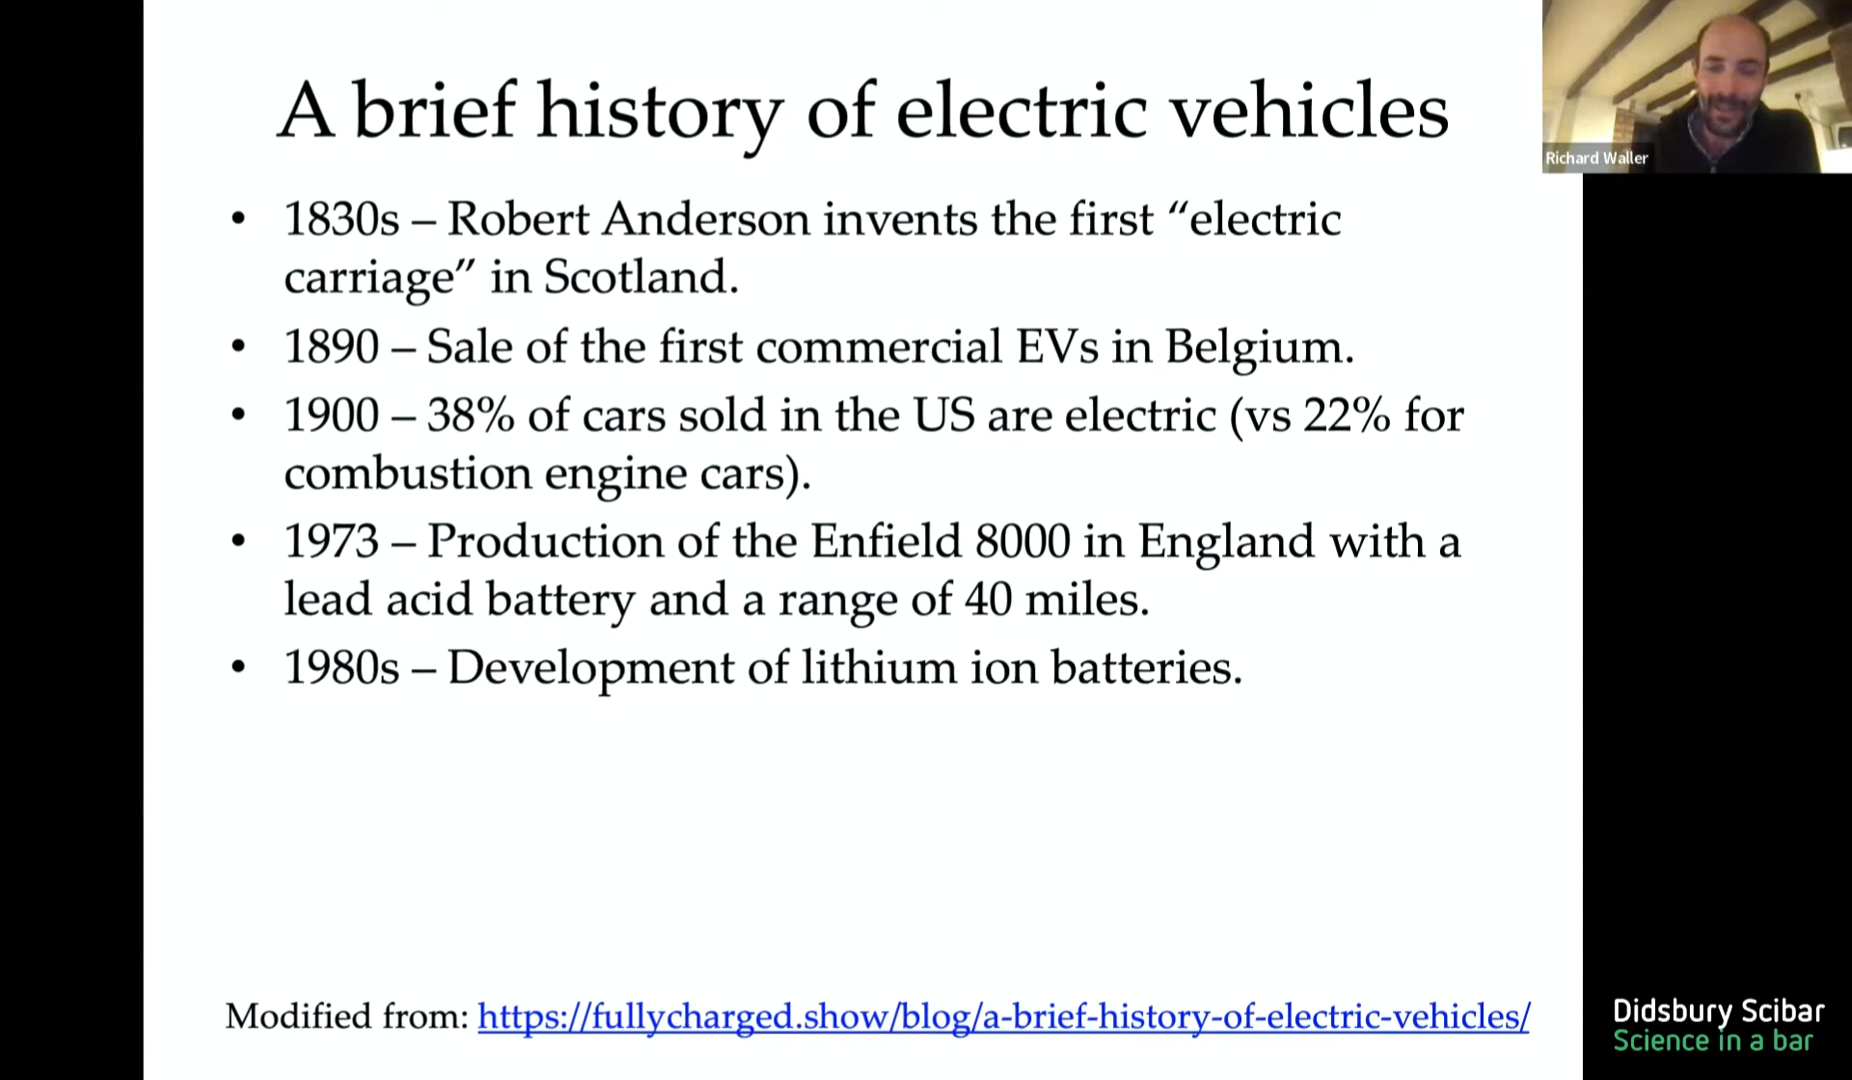 A brief history of electric vehicles
Richard Waller
• 1830s – Robert Anderson invents the first “electric
carriage” in Scotland.
• 1890 – Sale of the first commercial EVs in Belgium.
• 1900 – 38% of cars sold in the US are electric (vs 22% for
combustion engine cars).
• 1973 – Production of the Enfield 8000 in England with a
lead acid battery and a range of 40 miles.
• 1980s – Development of lithium ion batteries.
Modified from: https://fullycharged.show/blog/a-brief-history-of-electric-vehicles/
Didsbury Scibar
Science in a bar